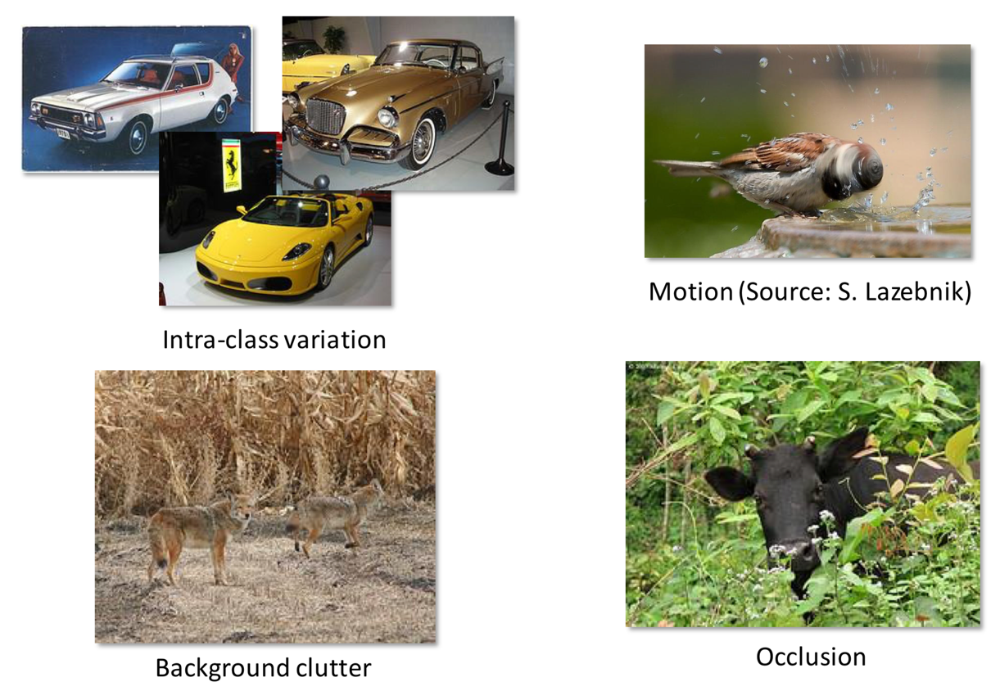 Intra-class variation
Motion (Source: S. Lazebnik)
Background clutter
Occlusion